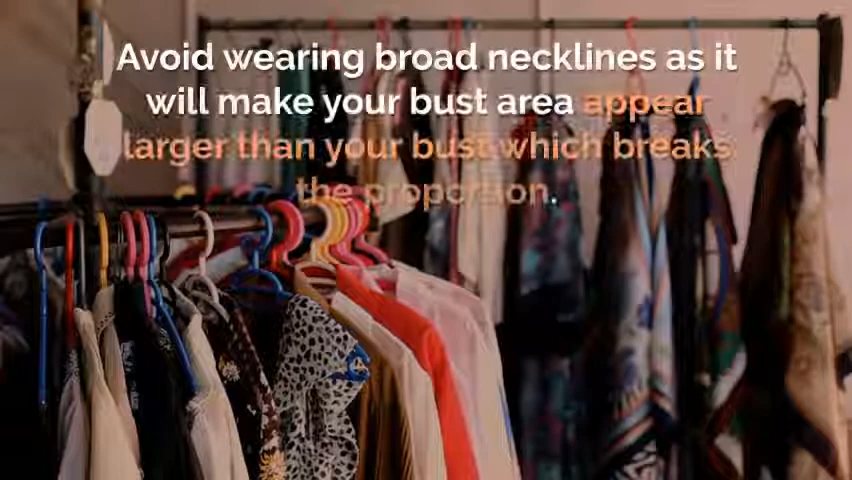 Avoid wearing broad necklines as it
will make your bust area appear
larger than your bust which breaks
the proporsion.